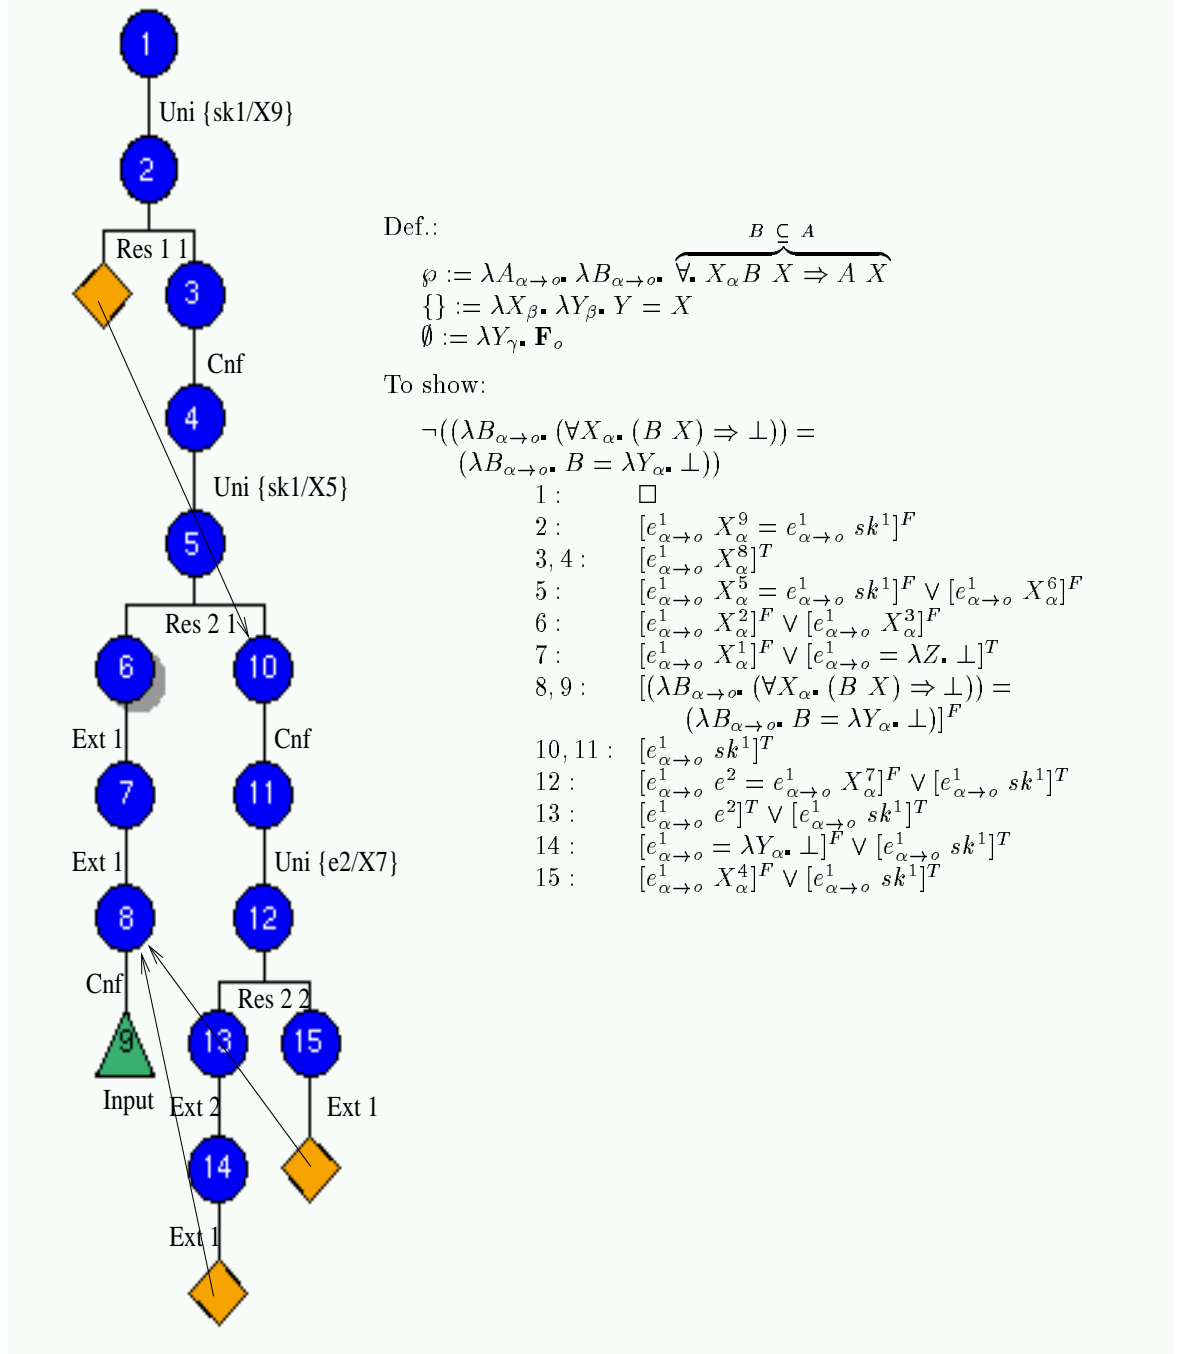 1
Uni {sk1/X9}
2
Res 1 1
3
Cnf
4
Uni {sk1/X5}
5
Res 2 1
6
10
Ext 1
Cnf
7
11
Ext 1
Uni {e2/X7}
8
12
Cnf
Res 2 2
9
13
15
Input
Ext 2
Ext 1
14
Ext 1
Def.:
B ⊆ A
℘ := λA_{α→o}▪ λB_{α→o}▪ ∀▪ X_α B X ⇒ A X
{} := λX_β▪ λY_β▪ Y = X
∅ := λY_γ▪ F_o
To show:
¬((λB_{α→o}▪ (∀X_α▪ (B X) ⇒ ⊥)) =
(λB_{α→o}▪ B = λY_α▪ ⊥))
1 : □
2 : [e^1_{α→o} X^9_α = e^1_{α→o} sk^1]^F
3, 4 : [e^1_{α→o} X^8_α]^T
5 : [e^1_{α→o} X^5_α = e^1_{α→o} sk^1]^F ∨ [e^1_{α→o} X^6_α]^F
6 : [e^1_{α→o} X^2_α]^F ∨ [e^1_{α→o} X^3_α]^F
7 : [e^1_{α→o} X^1_α]^F ∨ [e^1_{α→o} = λZ▪ ⊥]^T
8, 9 : [(λB_{α→o}▪ (∀X_α▪ (B X) ⇒ ⊥)) =
(λB_{α→o}▪ B = λY_α▪ ⊥)]^F
10, 11 : [e^1_{α→o} sk^1]^T
12 : [e^1_{α→o} e^2 = e^1_{α→o} X^7_α]^F ∨ [e^1_{α→o} sk^1]^T
13 : [e^1_{α→o} e^2]^T ∨ [e^1_{α→o} sk^1]^T
14 : [e^1_{α→o} = λY_α▪ ⊥]^F ∨ [e^1_{α→o} sk^1]^T
15 : [e^1_{α→o} X^4_α]^F ∨ [e^1_{α→o} sk^1]^T